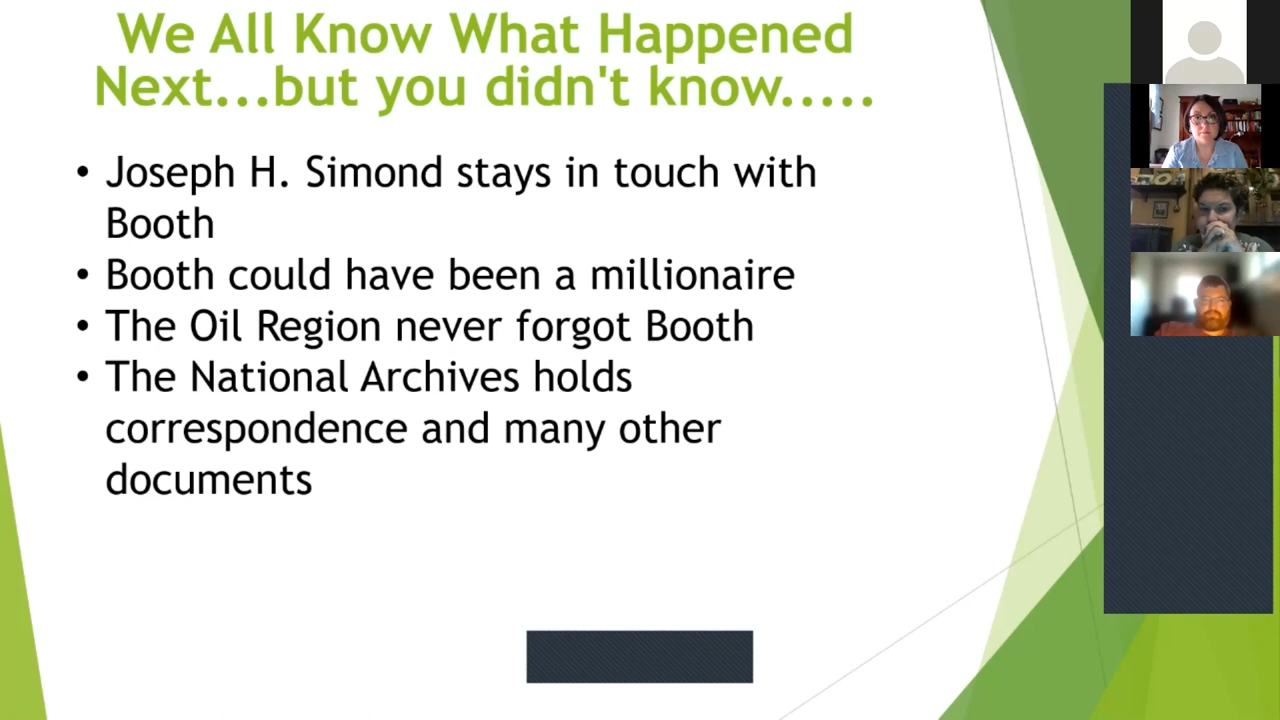 We All Know What Happened
Next...but you didn't know.....
• Joseph H. Simond stays in touch with
Booth
• Booth could have been a millionaire
• The Oil Region never forgot Booth
• The National Archives holds
correspondence and many other
documents